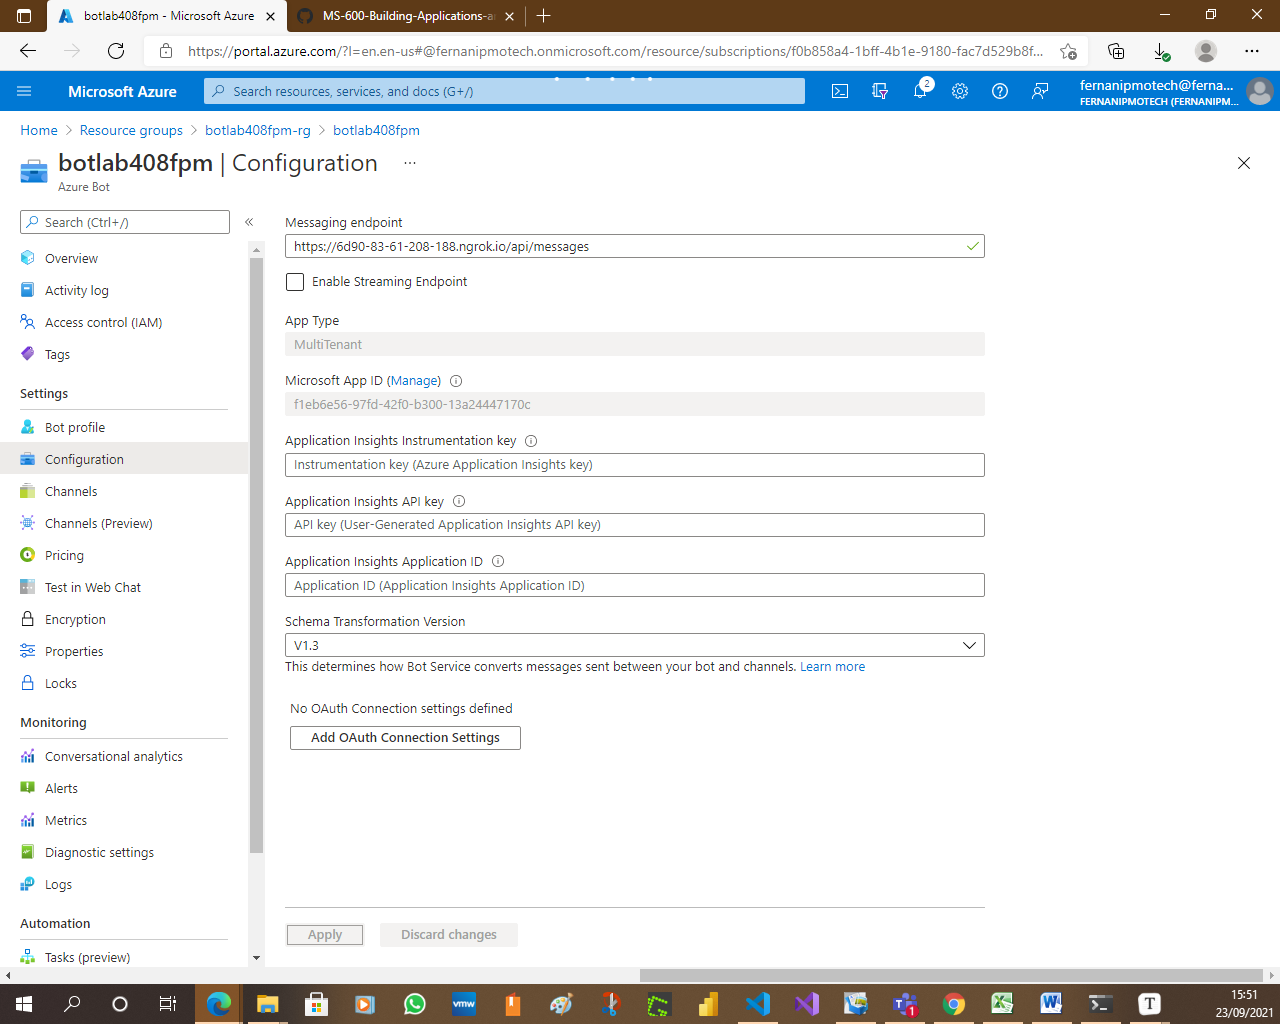 botlab408fpm - Microsoft Azure
MS-600-Building-Applications-a
https://portal.azure.com/?l=en.en-us#@fernanipmotech.onmicrosoft.com/resource/subscriptions/f0b858a4-1bff-4b1e-9180-fac7d529b8f...
Microsoft Azure
Search resources, services, and docs (G+/)
2
fernanipmotech@ferna...
FERNANIPMOTECH (FERNANIPM...
Home > Resource groups > botlab408fpm-rg > botlab408fpm
botlab408fpm | Configuration ...
Azure Bot
Search (Ctrl+/)
«
Overview
Activity log
Access control (IAM)
Tags
Settings
Bot profile
Configuration
Channels
Channels (Preview)
Pricing
Test in Web Chat
Encryption
Properties
Locks
Monitoring
Conversational analytics
Alerts
Metrics
Diagnostic settings
Logs
Automation
Tasks (preview)
Messaging endpoint
https://6d90-83-61-208-188.ngrok.io/api/messages
Enable Streaming Endpoint
App Type
MultiTenant
Microsoft App ID (Manage)
f1eb6e56-97fd-42f0-b300-13a24447170c
Application Insights Instrumentation key
Instrumentation key (Azure Application Insights key)
Application Insights API key
API key (User-Generated Application Insights API key)
Application Insights Application ID
Application ID (Application Insights Application ID)
Schema Transformation Version
V1.3
This determines how Bot Service converts messages sent between your bot and channels. Learn more
No OAuth Connection settings defined
Add OAuth Connection Settings
Apply
Discard changes
vmw
1
T
15:51
23/09/2021